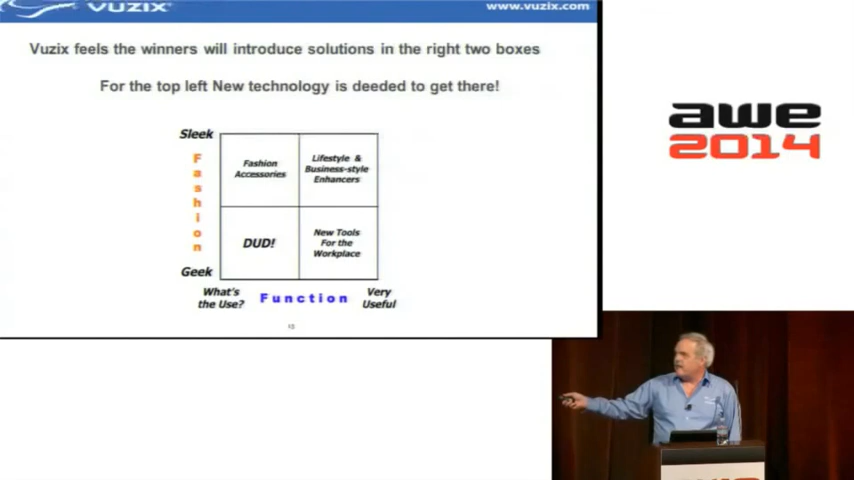 VUZIX
www.vuzix.com
Vuzix feels the winners will introduce solutions in the right two boxes
For the top left New technology is deeded to get there!
Sleek
Fashion
Geek
Fashion
Accessories
Lifestyle &
Business-style
Enhancers
DUD!
New Tools
For the
Workplace
What's
the Use?
Function
Very
Useful
13
awe
2014